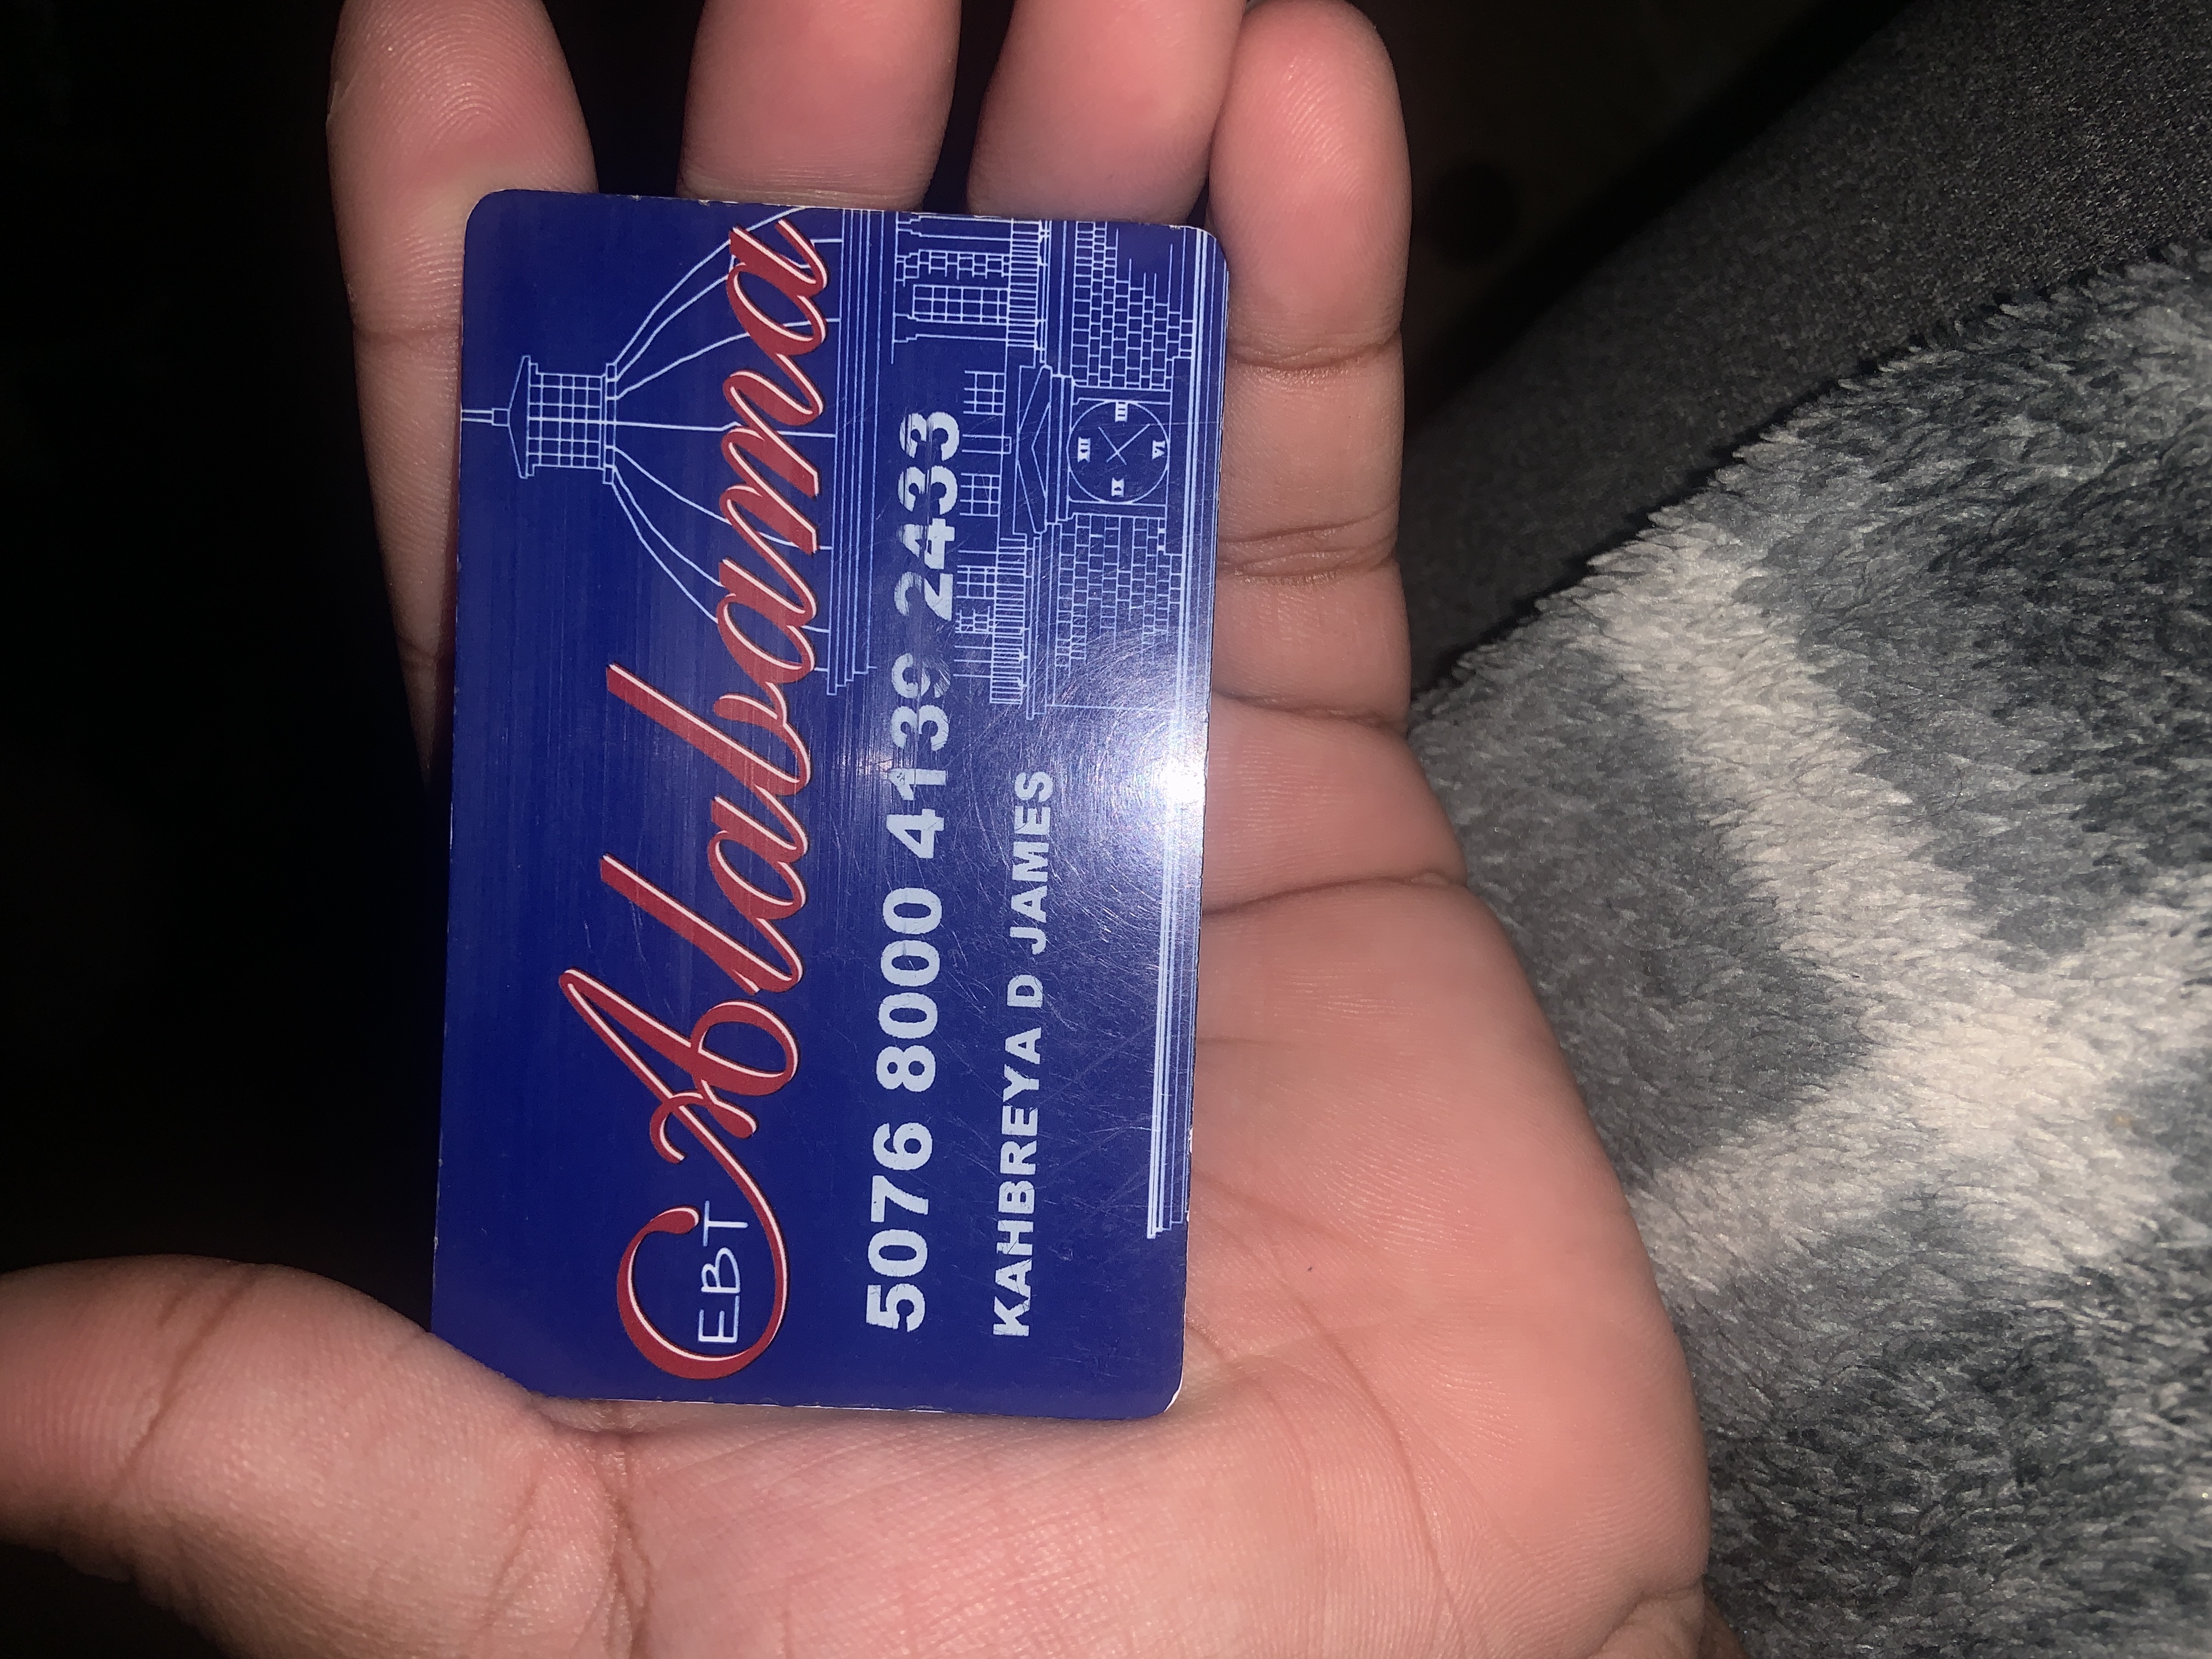 EBT Alabama
5076 8000 4139 2433
KAHBREYA D JAMES